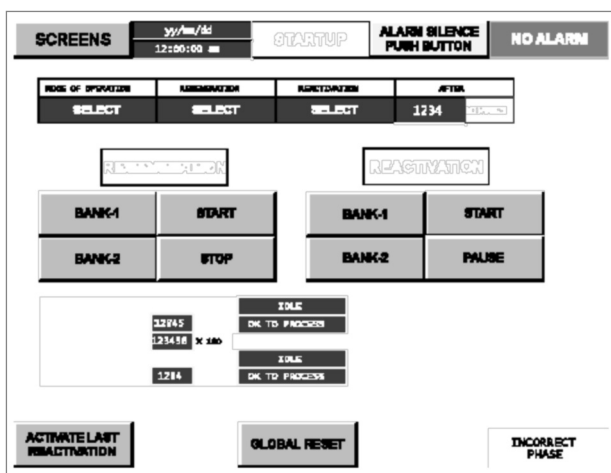 SCREENS
yy/mm/dd
12:00:00 am
STARTUP
ALARM SILENCE
PUSH BUTTON
NO ALARM
MODE OF OPERATION REGENERATION REACTIVATION AFTER
SELECT SELECT SELECT 1234
REGENERATION REACTIVATION
BANK-1 START BANK-1 START
BANK-2 STOP BANK-2 PAUSE
IDLE
12345 OK TO PROCESS
123456 X 100
IDLE
1234 OK TO PROCESS
ACTIVATE LAST
REACTIVATION
GLOBAL RESET
INCORRECT
PHASE